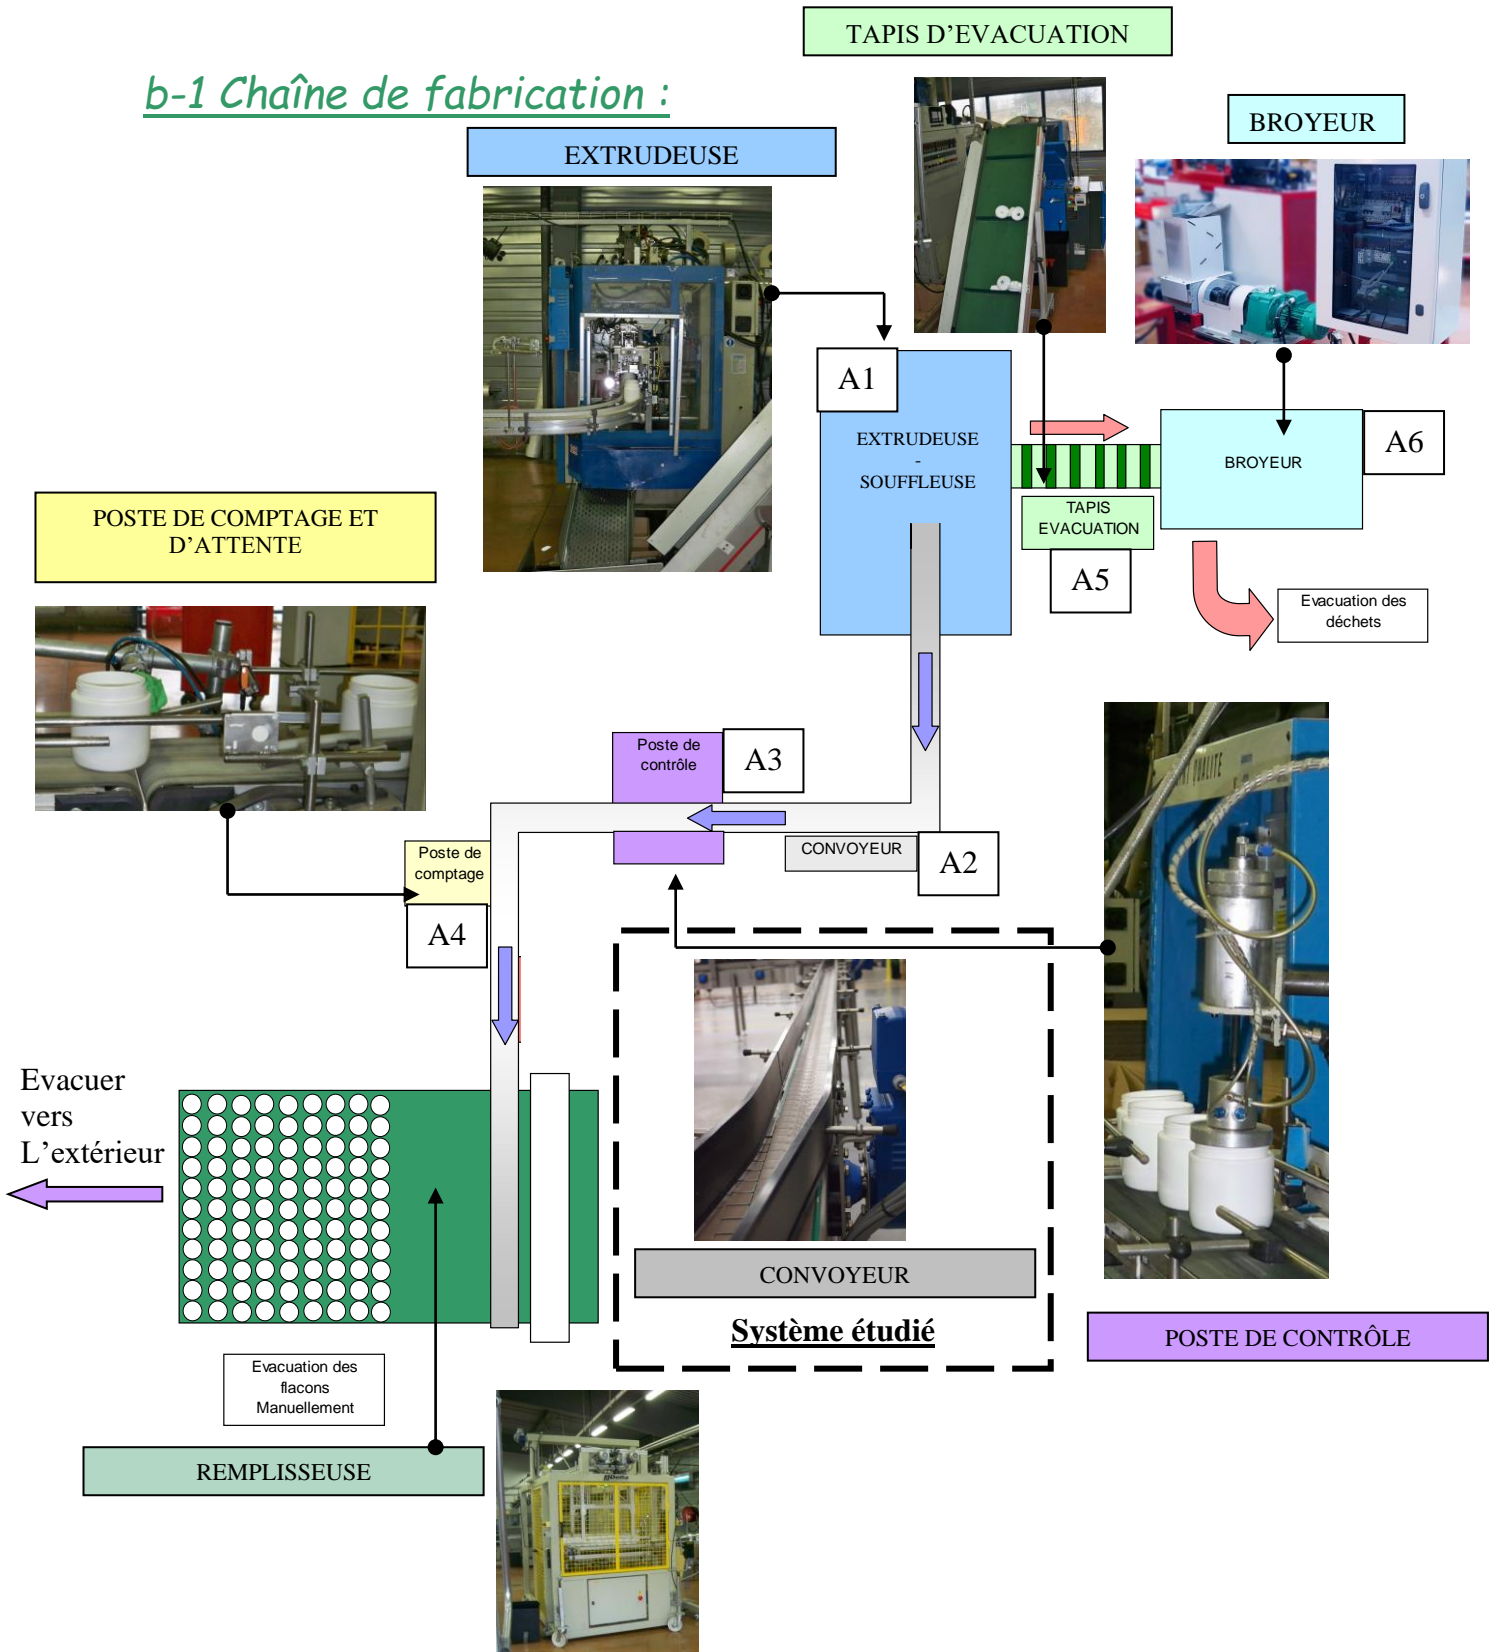 TAPIS D’EVACUATION
b-1 Chaîne de fabrication :
BROYEUR
EXTRUDEUSE
A1
EXTRUDEUSE
-
SOUFFLEUSE
A6
BROYEUR
TAPIS
EVACUATION
A5
POSTE DE COMPTAGE ET
D’ATTENTE
Evacuation des
déchets
Poste de
contrôle
A3
QUALITE
CONVOYEUR
A2
Poste de
comptage
A4
Evacuer
vers
L’extérieur
CONVOYEUR
Système étudié
POSTE DE CONTRÔLE
Evacuation des
flacons
Manuellement
REMPLISSEUSE